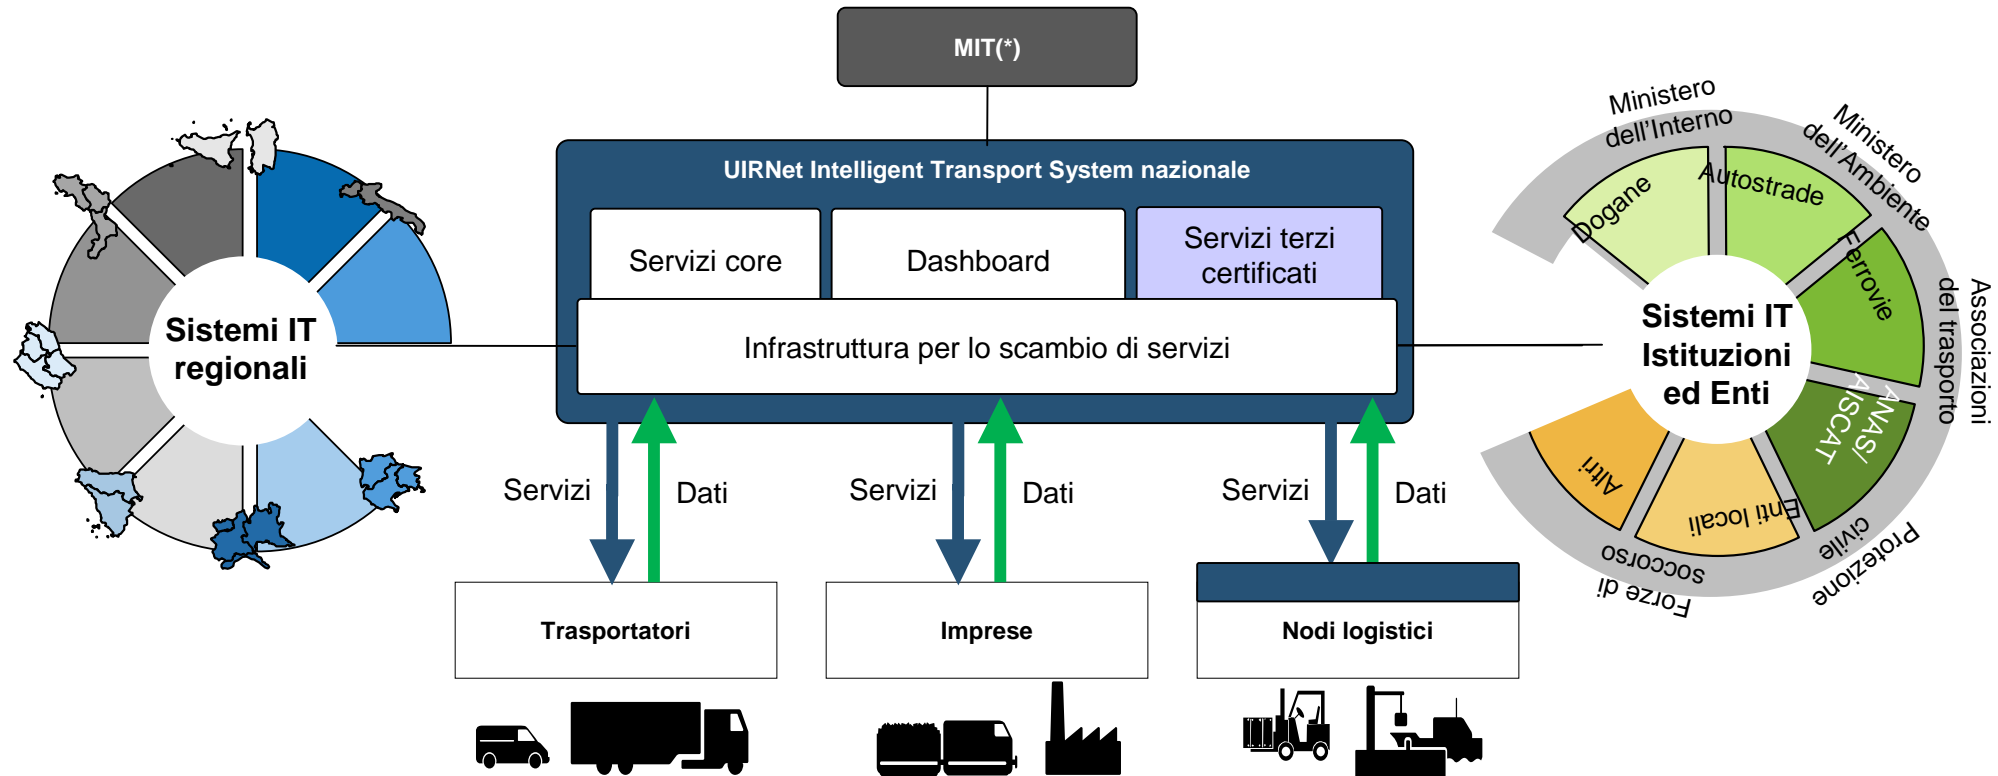 MIT(*)
UIRNet Intelligent Transport System nazionale
Servizi core
Dashboard
Servizi terzi
certificati
Infrastruttura per lo scambio di servizi
Sistemi IT
regionali
Sistemi IT
Istituzioni
ed Enti
Ministero
dell'Interno
Ministero
dell'Ambiente
Associazioni
del trasporto
Protezione
civile
Forze di
soccorso
Dogane
Autostrade
Ferrovie
ANAS/
AISCAT
Enti locali
Altri
Servizi
Dati
Servizi
Dati
Servizi
Dati
Trasportatori
Imprese
Nodi logistici